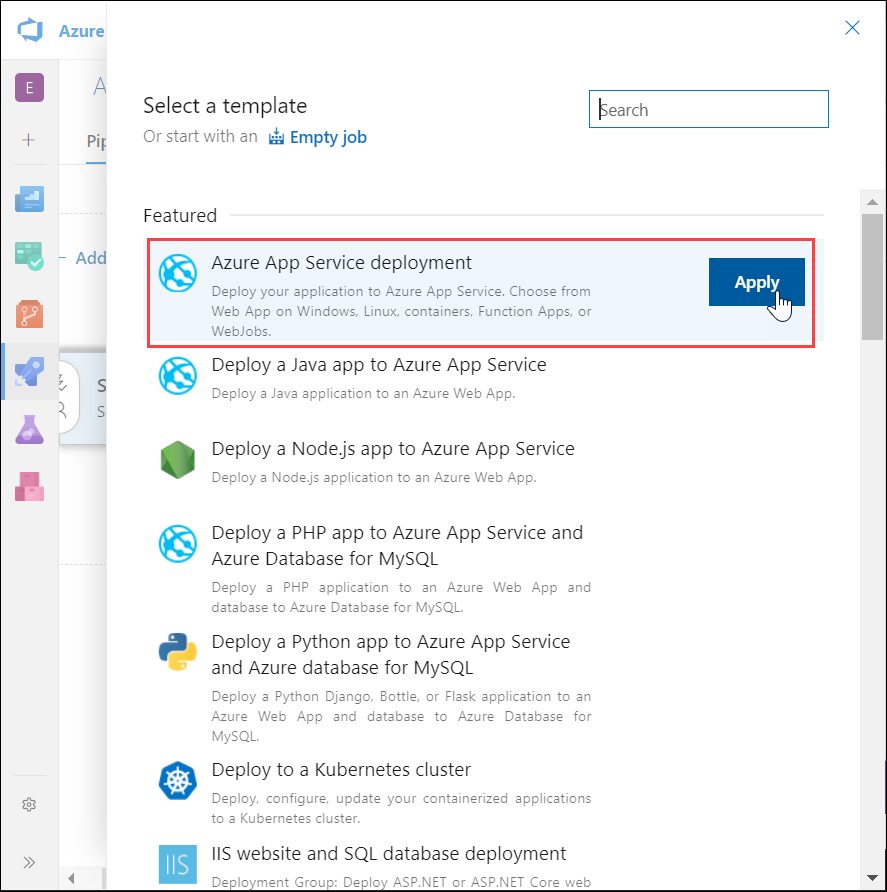 Azure
E
A
Pip
Add
S
S
Select a template
Or start with an Empty job
Search
Featured
Azure App Service deployment
Deploy your application to Azure App Service. Choose from
Web App on Windows, Linux, containers, Function Apps, or
WebJobs.
Apply
Deploy a Java app to Azure App Service
Deploy a Java application to an Azure Web App.
Deploy a Node.js app to Azure App Service
Deploy a Node.js application to an Azure Web App.
Deploy a PHP app to Azure App Service and
Azure Database for MySQL
Deploy a PHP application to an Azure Web App and
database to Azure Database for MySQL.
Deploy a Python app to Azure App Service
and Azure database for MySQL
Deploy a Python Django, Bottle, or Flask application to an
Azure Web App and database to Azure Database for
MySQL.
Deploy to a Kubernetes cluster
Deploy, configure, update your containerized applications
to a Kubernetes cluster.
IIS
IIS website and SQL database deployment
Deployment Group: Deploy ASP.NET or ASP.NET Core web